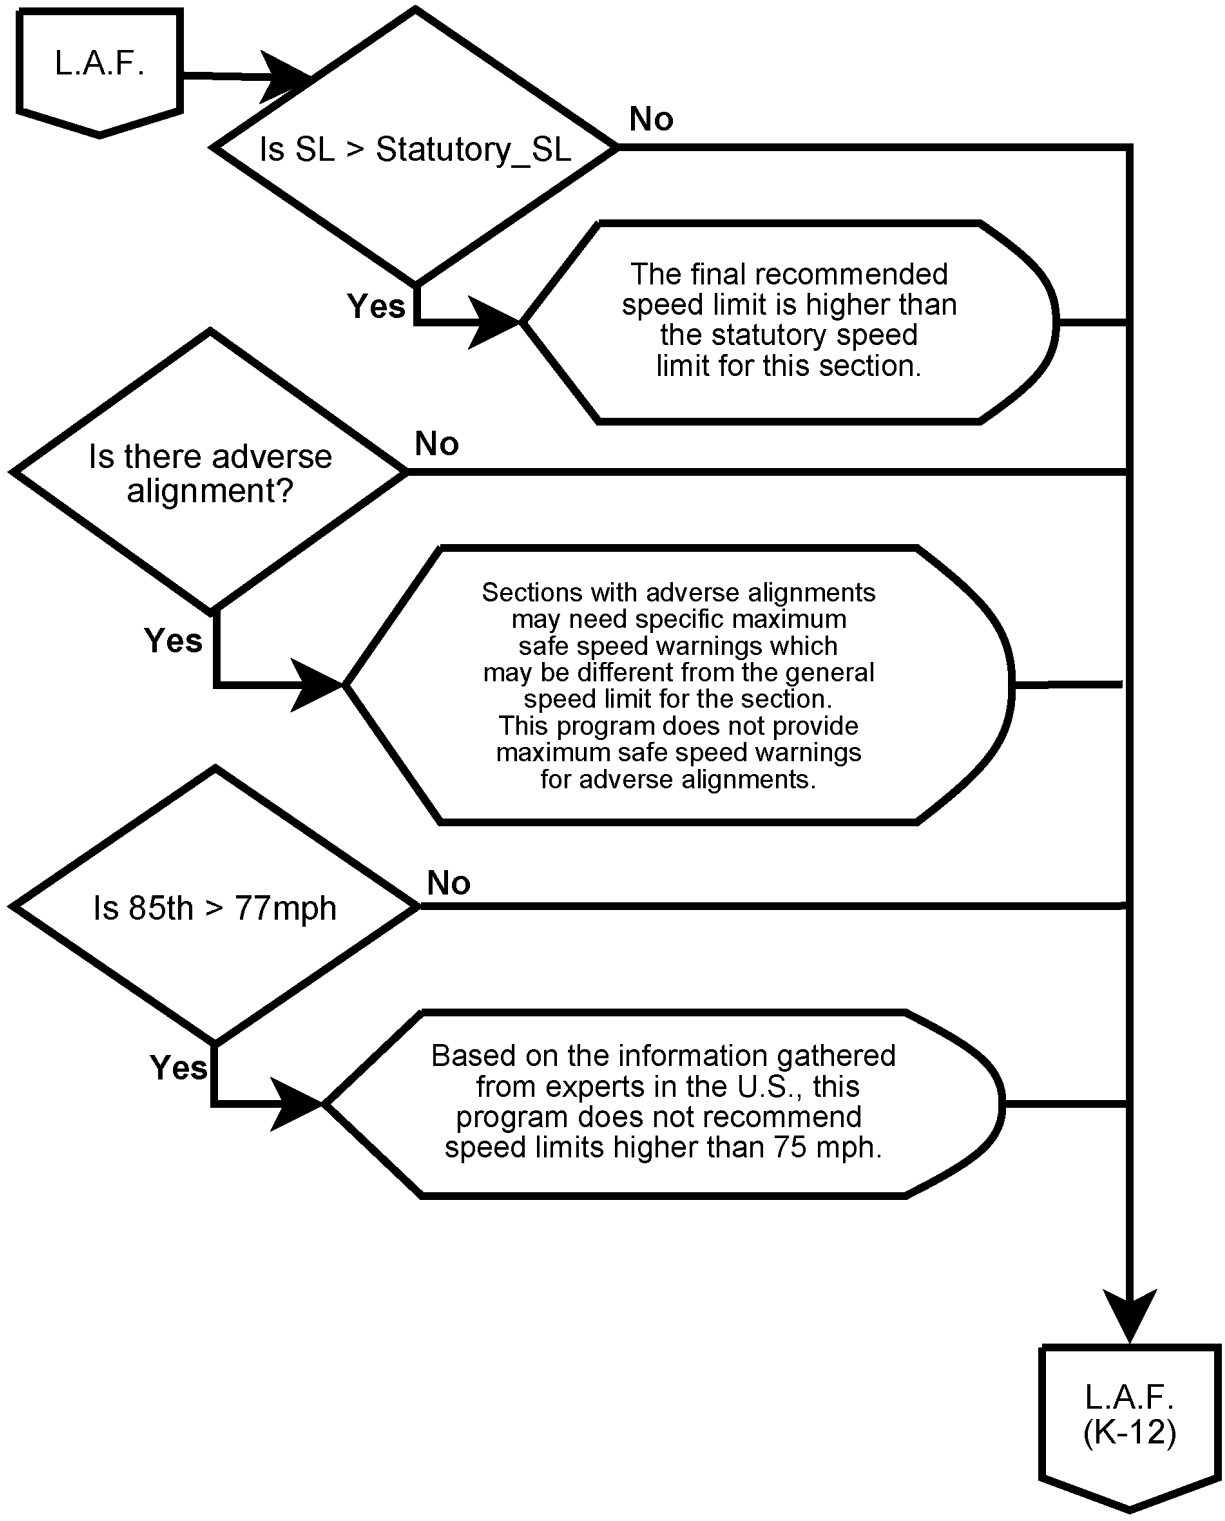 L.A.F.
Is SL > Statutory_SL
No
Yes
The final recommended
speed limit is higher than
the statutory speed
limit for this section.
Is there adverse
alignment?
No
Yes
Sections with adverse alignments
may need specific maximum
safe speed warnings which
may be different from the general
speed limit for the section.
This program does not provide
maximum safe speed warnings
for adverse alignments.
Is 85th > 77mph
No
Yes
Based on the information gathered
from experts in the U.S., this
program does not recommend
speed limits higher than 75 mph.
L.A.F.
(K-12)